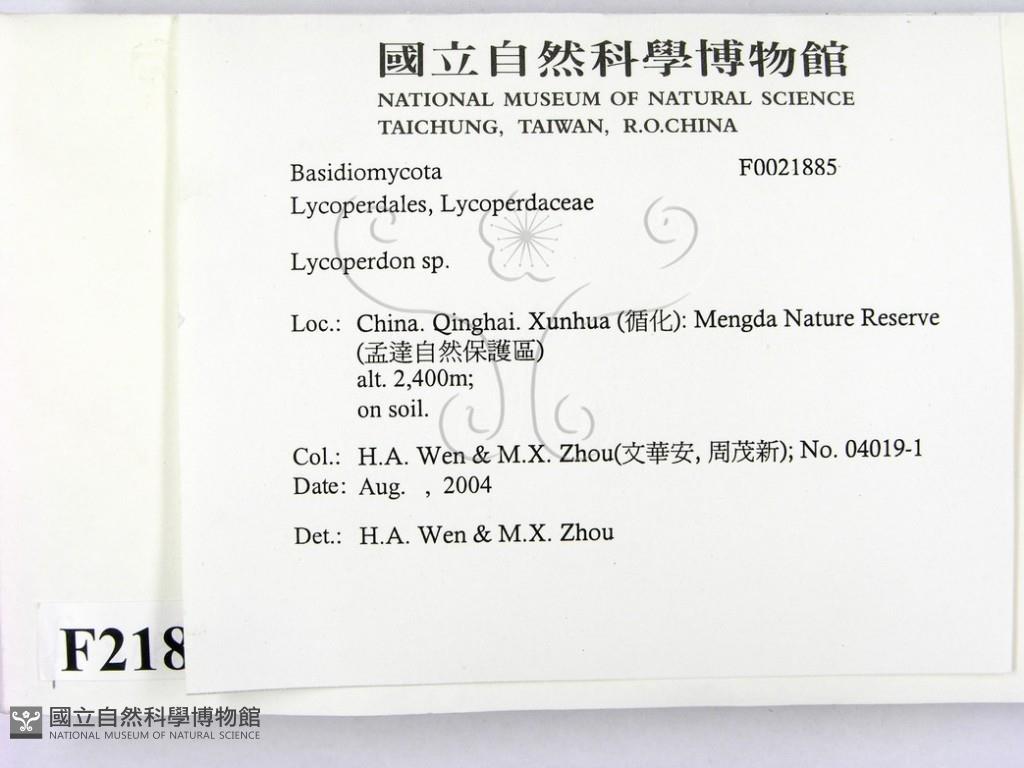 國立自然科學博物館
NATIONAL MUSEUM OF NATURAL SCIENCE
TAICHUNG, TAIWAN, R.O.CHINA
Basidiomycota F0021885
Lycoperdales, Lycoperdaceae
Lycoperdon sp.
Loc.: China. Qinghai. Xunhua (循化): Mengda Nature Reserve
(孟達自然保護區)
alt. 2,400m;
on soil.
Col.: H.A. Wen & M.X. Zhou(文華安, 周茂新); No. 04019-1
Date: Aug. , 2004
Det.: H.A. Wen & M.X. Zhou
F218
國立自然科學博物館
NATIONAL MUSEUM OF NATURAL SCIENCE